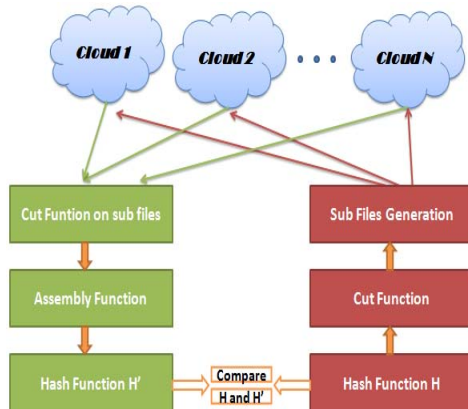 Cloud 1
Cloud 2
Cloud N
Cut Funtion on sub files
Sub Files Generation
Assembly Function
Cut Function
Hash Function H'
Compare
H and H'
Hash Function H